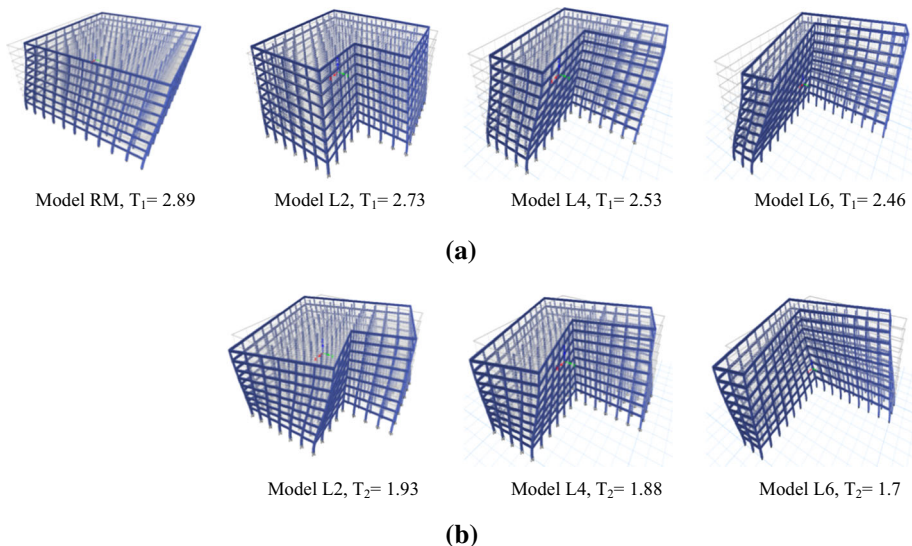 Model RM, T₁= 2.89
Model L2, T₁= 2.73
Model L4, T₁= 2.53
Model L6, T₁= 2.46
(a)
Model L2, T₂= 1.93
Model L4, T₂= 1.88
Model L6, T₂= 1.7
(b)